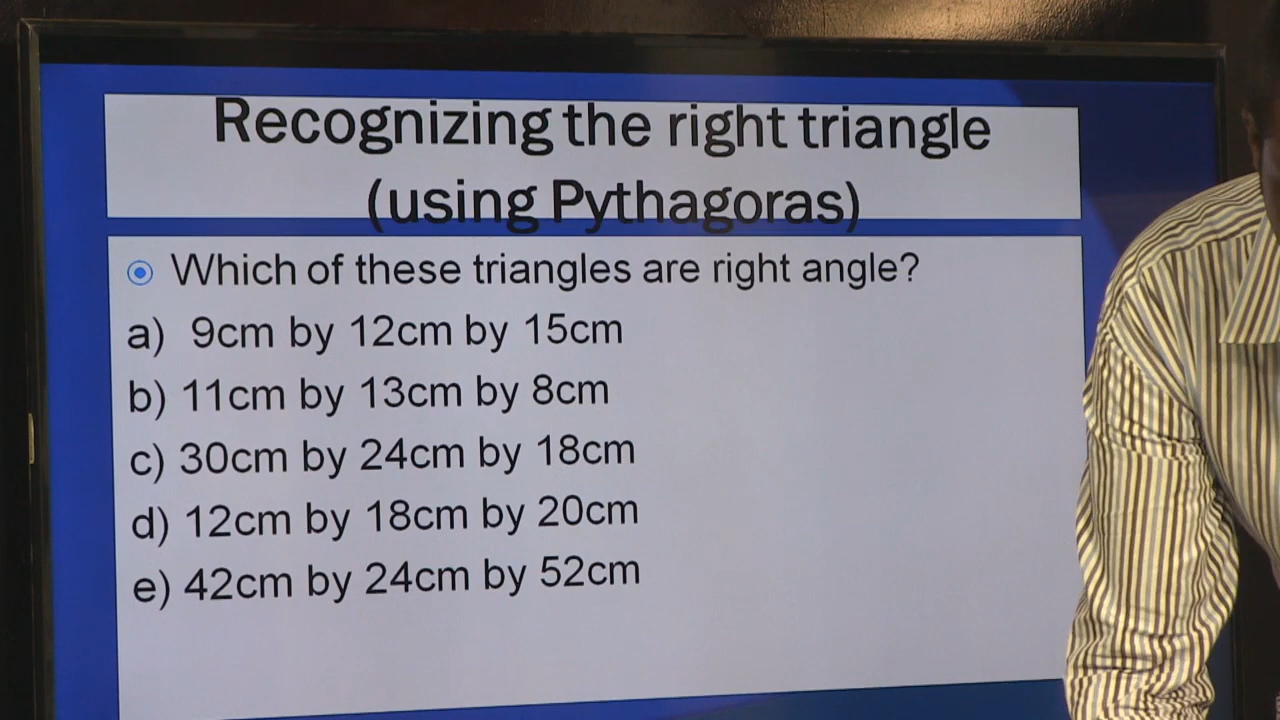 Recognizing the right triangle
(using Pythagoras)
Which of these triangles are right angle?
a) 9cm by 12cm by 15cm
b) 11cm by 13cm by 8cm
c) 30cm by 24cm by 18cm
d) 12cm by 18cm by 20cm
e) 42cm by 24cm by 52cm